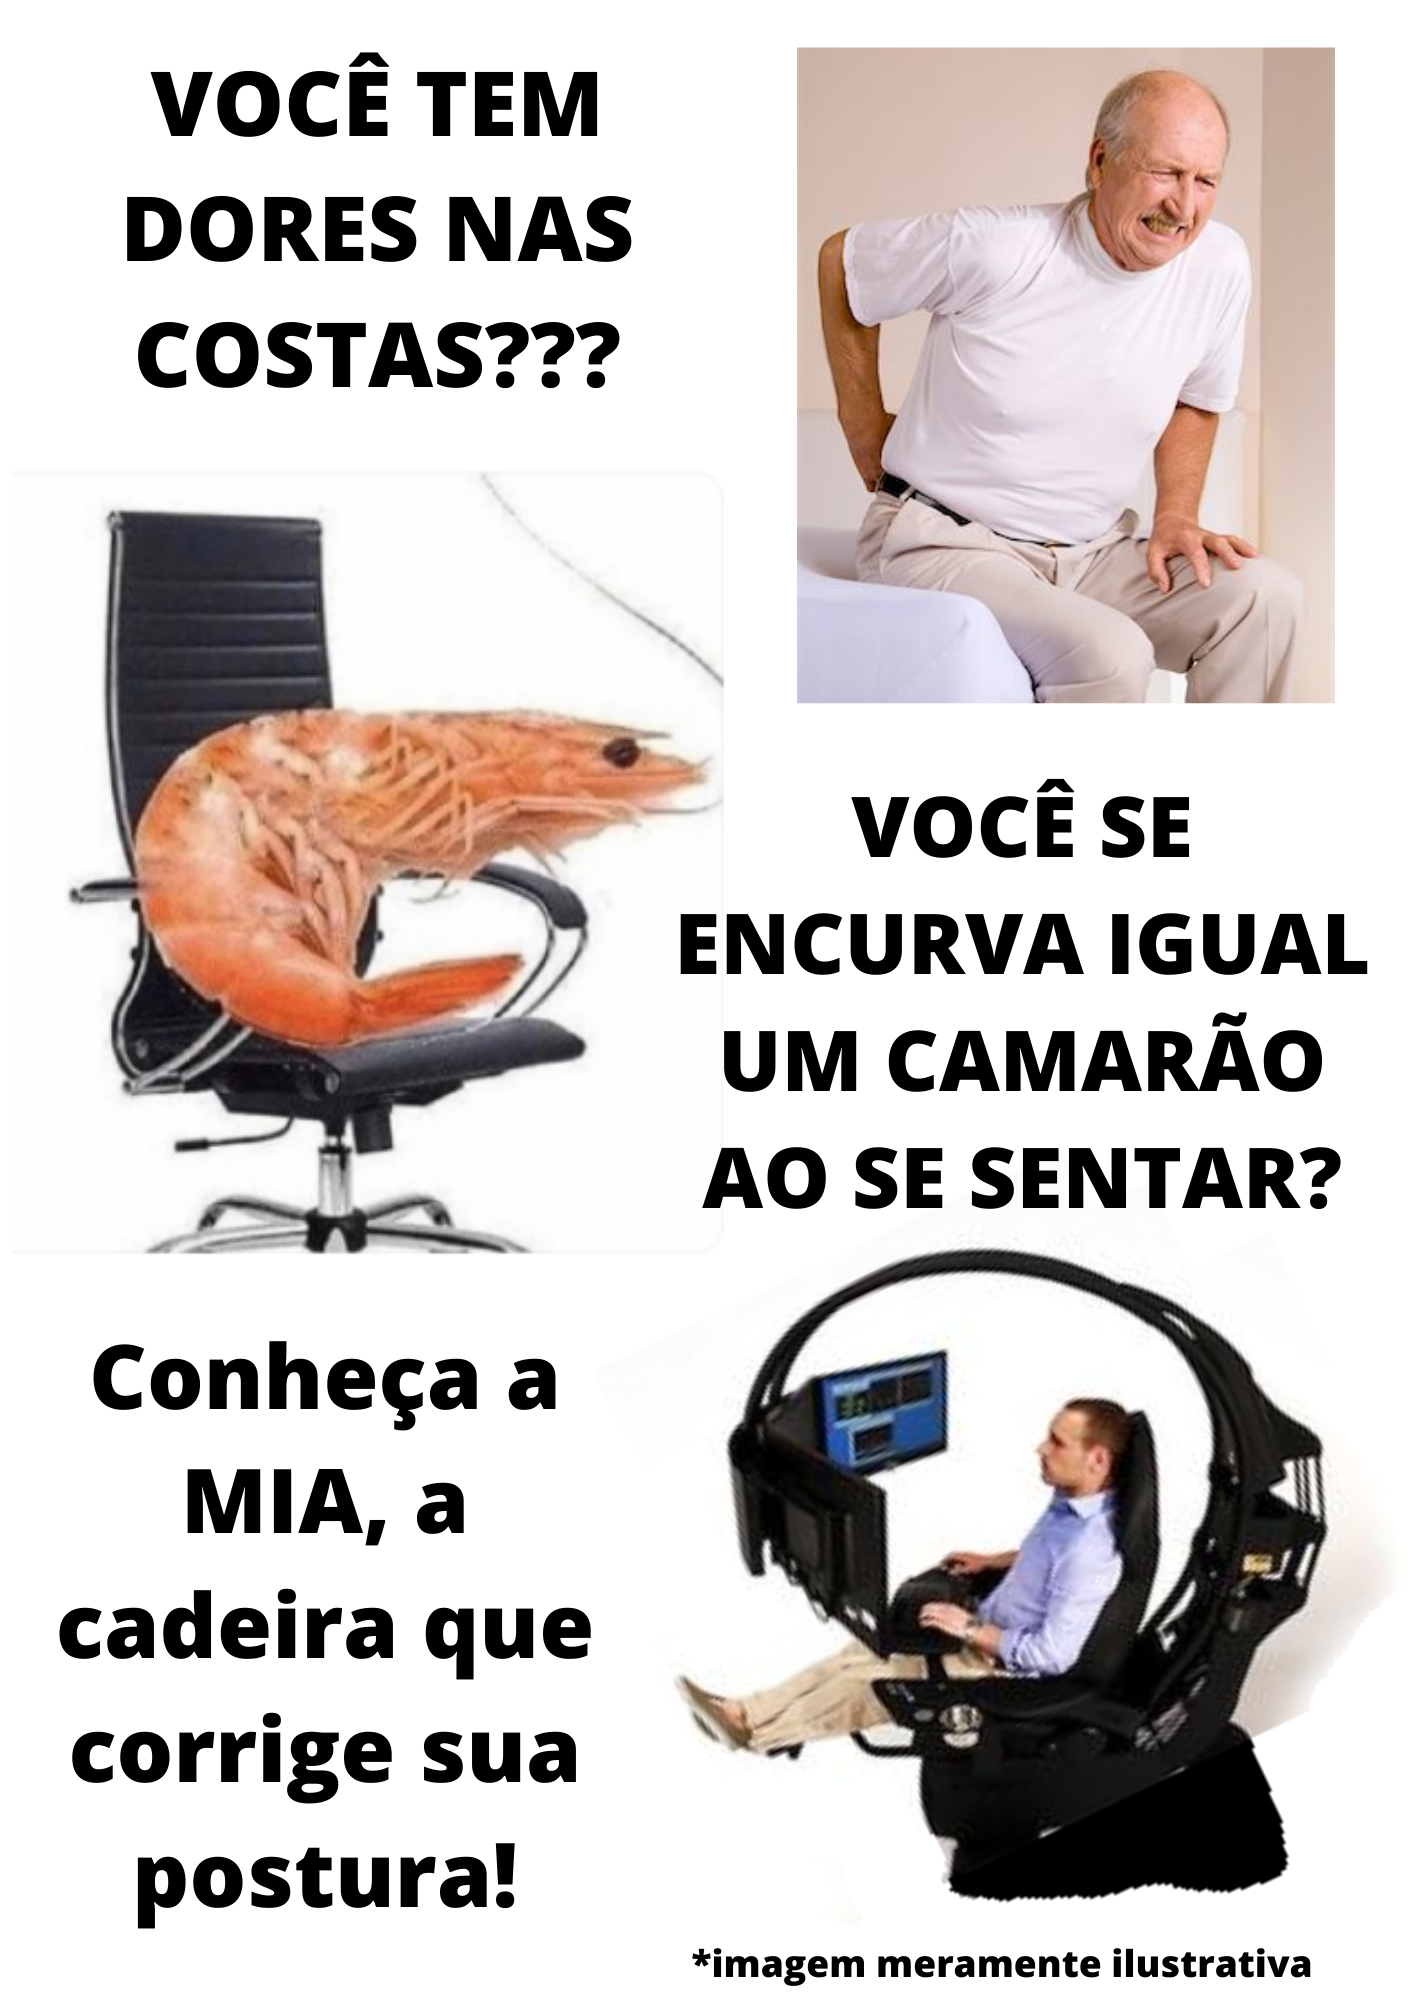 VOCÊ TEM
DORES NAS
COSTAS???
VOCÊ SE
ENCURVA IGUAL
UM CAMARÃO
AO SE SENTAR?
Conheça a
MIA, a
cadeira que
corrige sua
postura!
*imagem meramente ilustrativa